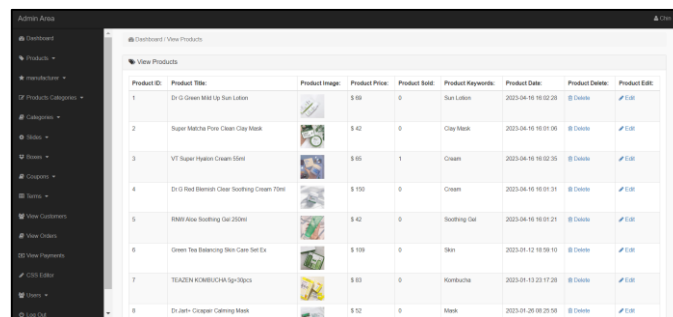 Admin Area
Chin
Dashboard
Products
manufacturer
Products Categories
Categories
Slides
Boxes
Coupons
Terms
View Customers
View Orders
View Payments
CSS Editor
Users
Log Out
Dashboard / View Products
View Products
Product ID: Product Title: Product Image: Product Price: Product Sold: Product Keywords: Product Date: Product Delete: Product Edit:
1 Dr.G Green Mild Up Sun Lotion $ 69 0 Sun Lotion 2023-04-16 16:02:28 Delete Edit
2 Super Matcha Pore Clean Clay Mask $ 42 0 Clay Mask 2023-04-16 16:01:06 Delete Edit
3 VT Super Hyalon Cream 55ml $ 65 1 Cream 2023-04-16 16:02:35 Delete Edit
4 Dr.G Red Blemish Clear Soothing Cream 70ml $ 150 0 Cream 2023-04-16 16:01:31 Delete Edit
5 Aloe Soothing Gel 250ml $ 42 0 Soothing Gel 2023-04-16 16:01:21 Delete Edit
6 Green Tea Balancing Skin Care Set Ex $ 109 0 Skin 2023-01-12 18:59:10 Delete Edit
7 TEAZEN KOMBUCHA 5g×30pcs $ 83 0 Kombucha 2023-01-13 23:17:28 Delete Edit
8 Dr.Jart+ Cicapair Calming Mask $ 52 0 Mask 2023-01-26 08:25:58 Delete Edit